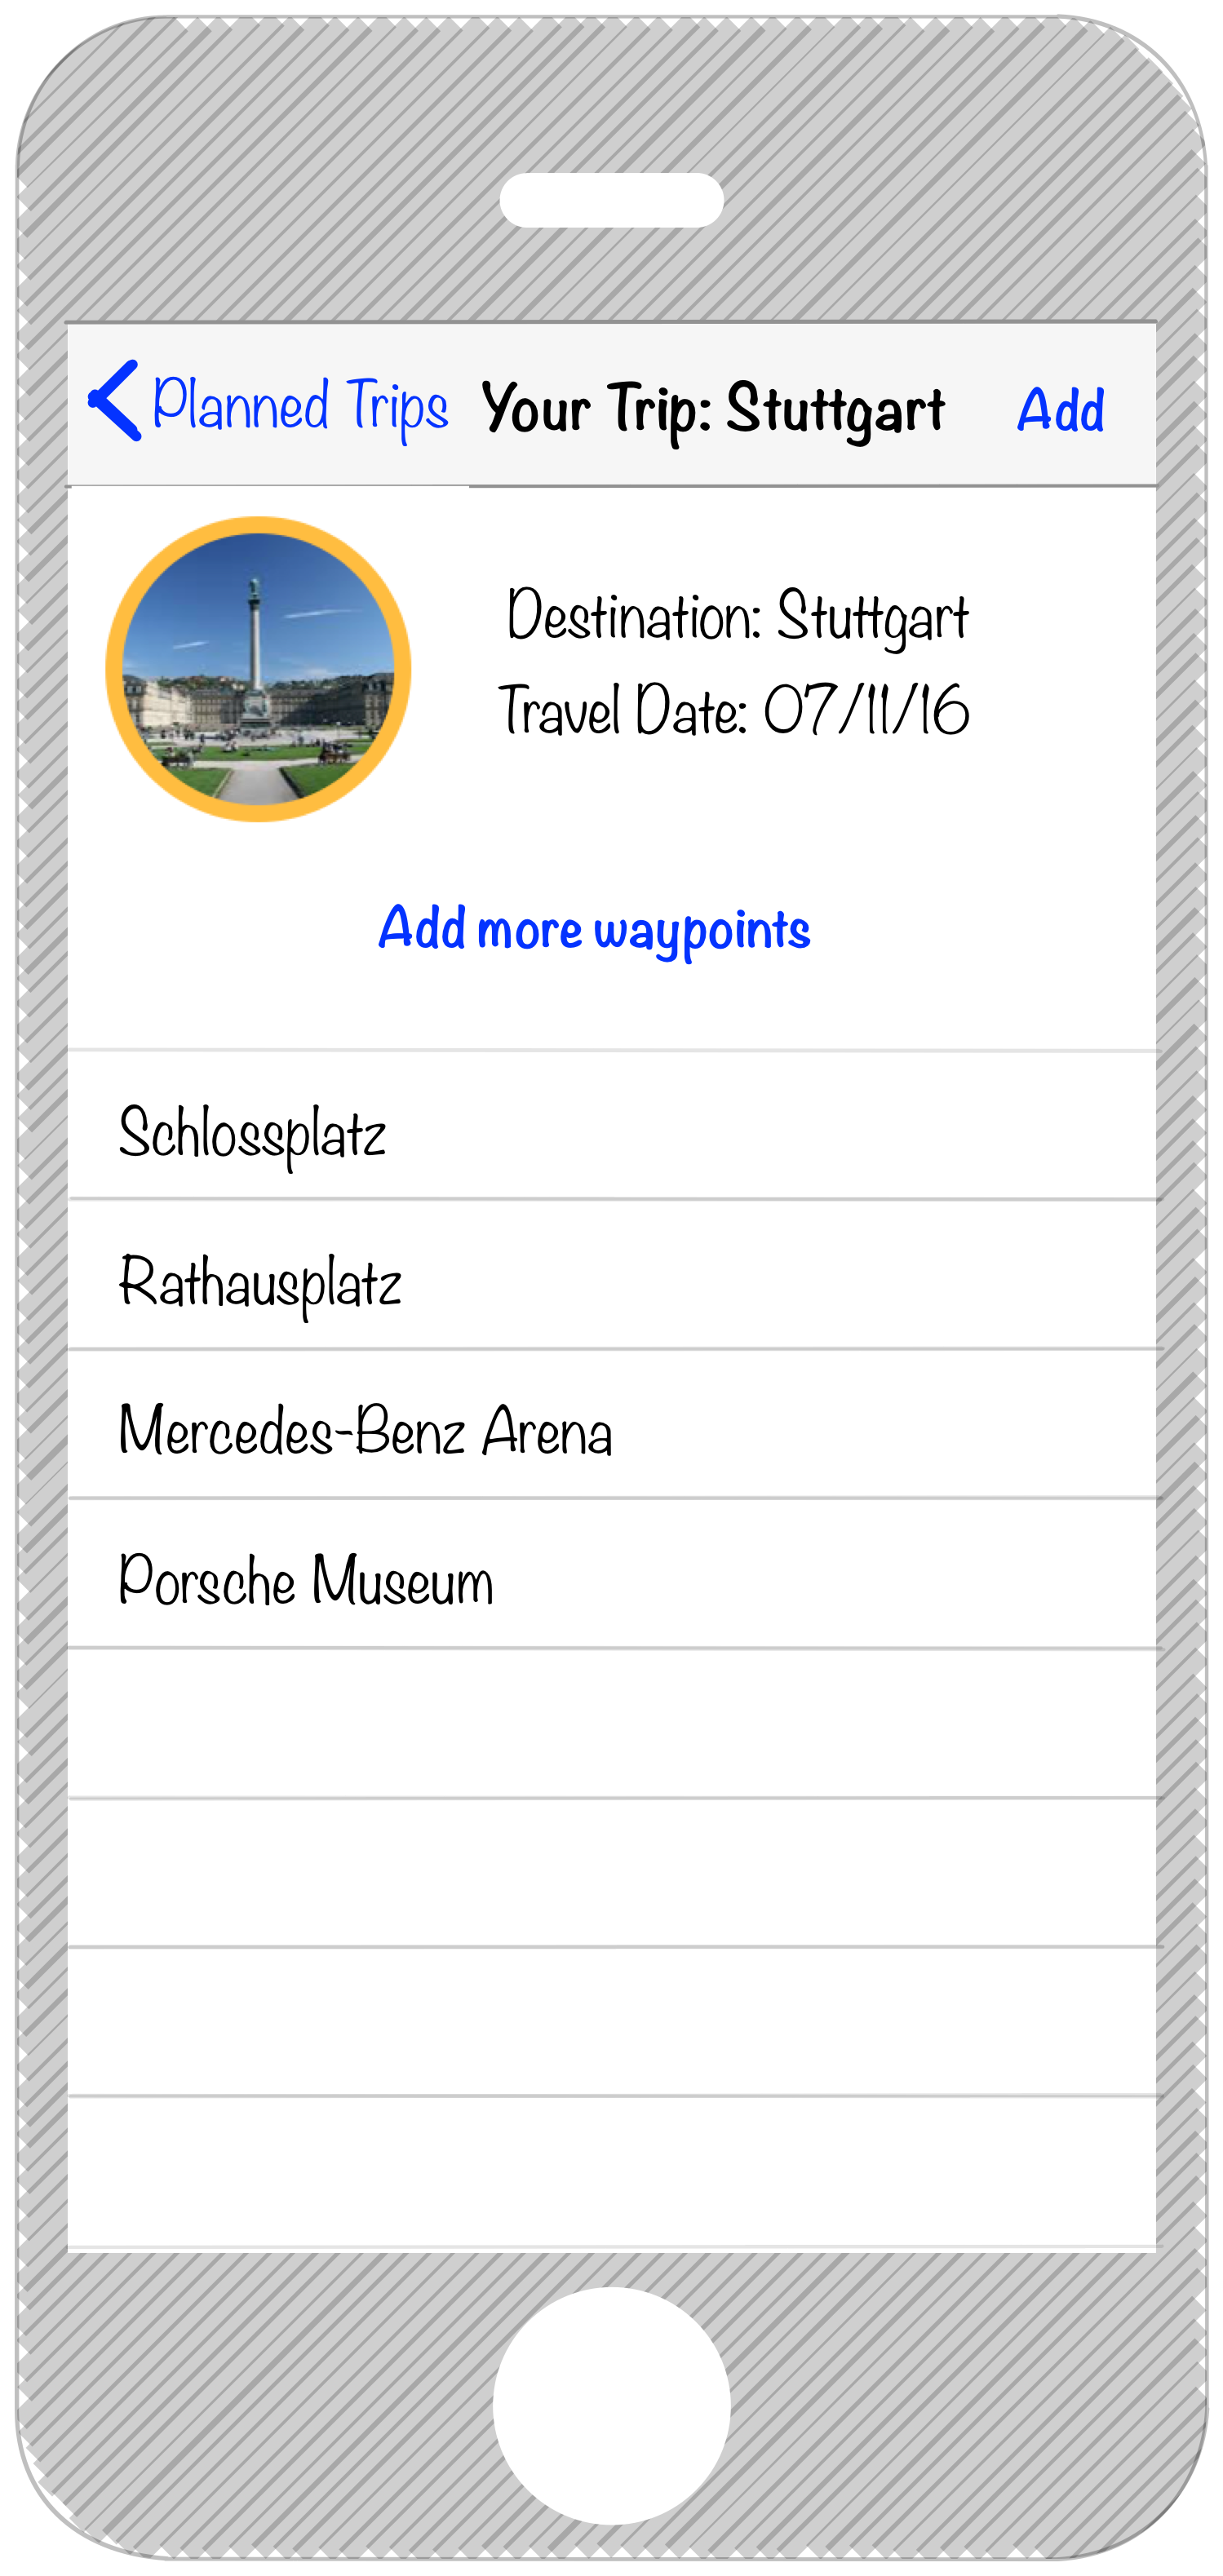 Planned Trips Your Trip: Stuttgart Add
Destination: Stuttgart
Travel Date: 07/11/16
Add more waypoints
Schlossplatz
Rathausplatz
Mercedes-Benz Arena
Porsche Museum